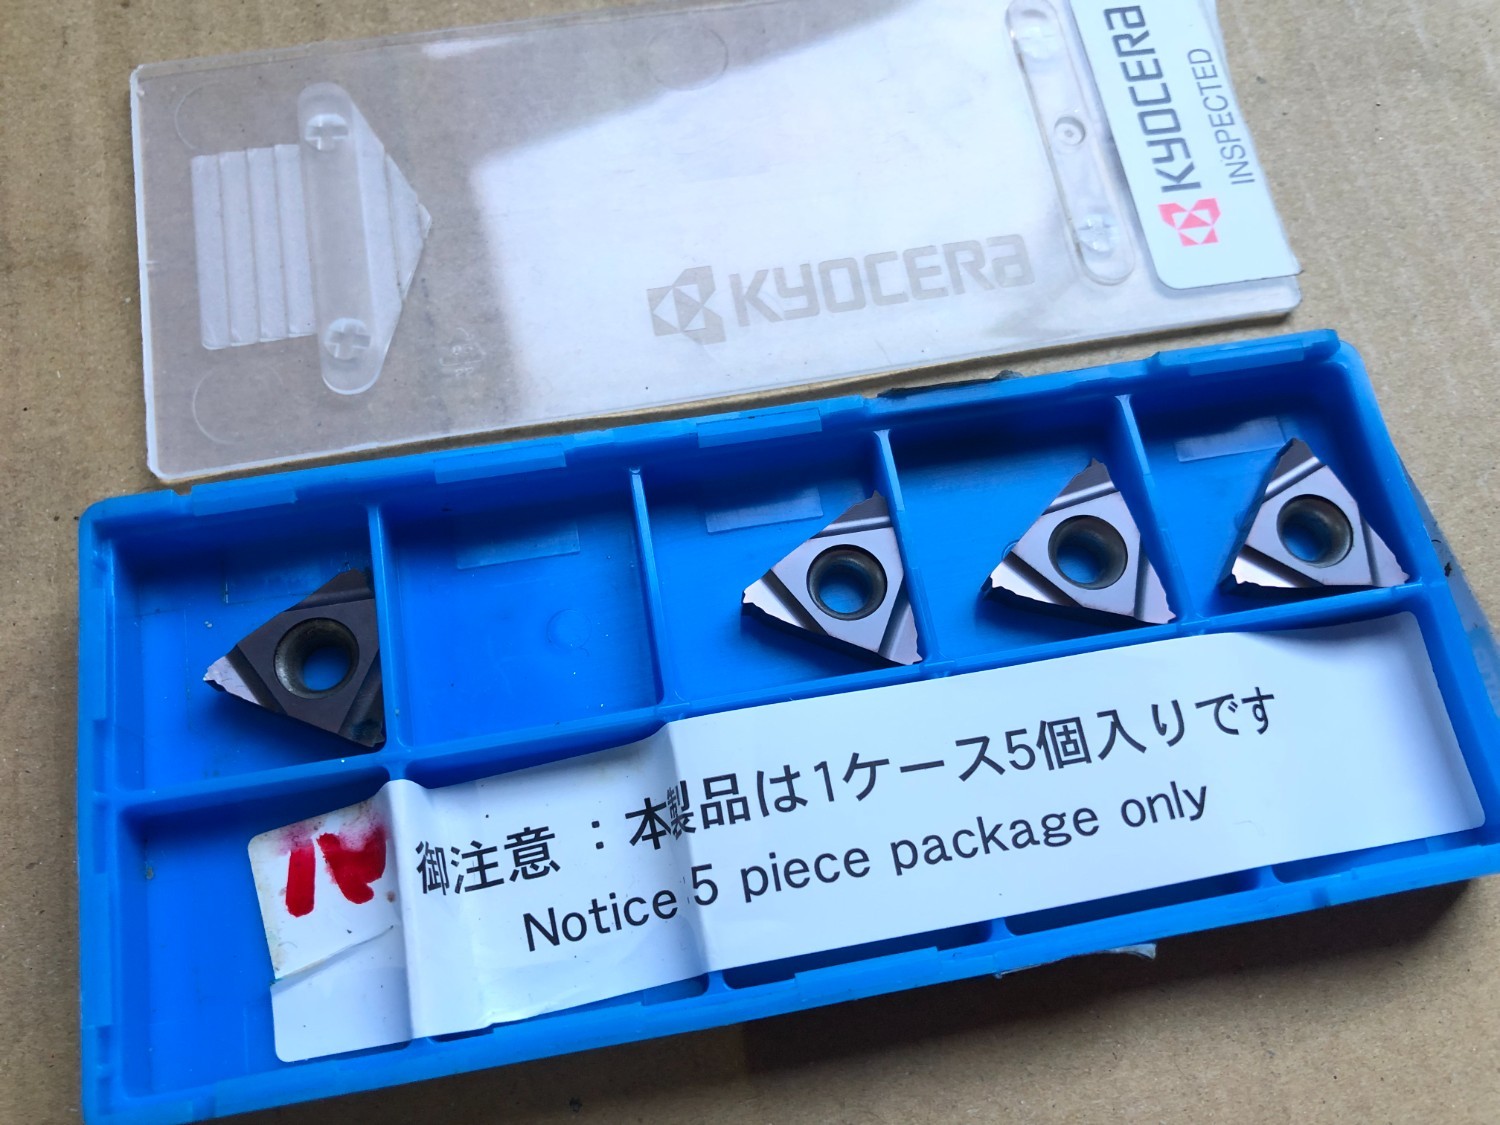 KYOCERA
INSPECTED
KYOCERA
御注意：本製品は1ケース5個入りです
Notice:5 piece package only